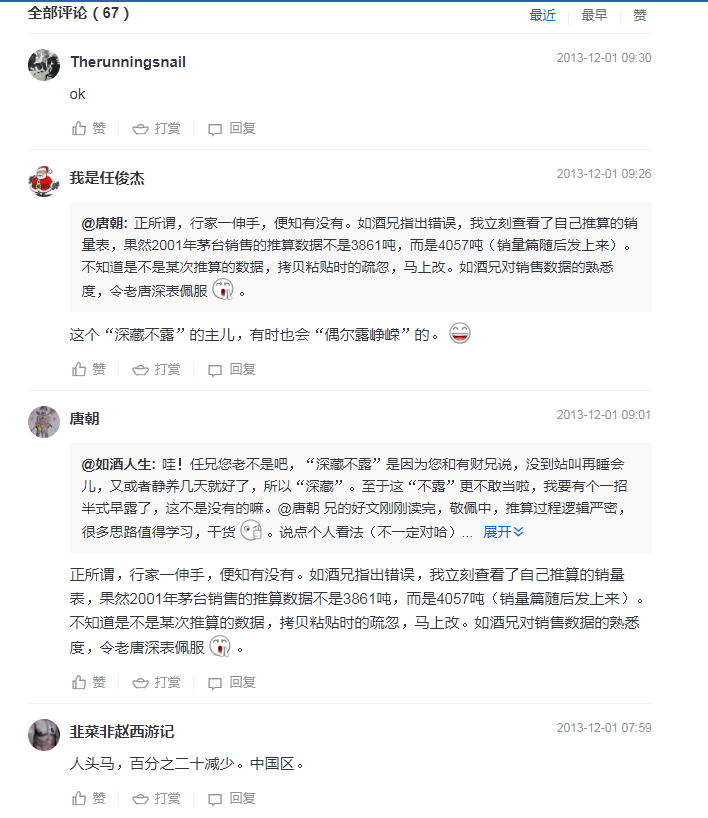 全部评论（67）
最近 最早 赞
Therunningsnail 2013-12-01 09:30
ok
赞 打赏 回复
我是任俊杰 2013-12-01 09:26
@唐朝: 正所谓，行家一伸手，便知有没有。如酒兄指出错误，我立刻查看了自己推算的销
量表，果然2001年茅台销售的推算数据不是3861吨，而是4057吨（销量篇随后发上来）。
不知道是不是某次推算的数据，拷贝粘贴时的疏忽，马上改。如酒兄对销售数据的熟悉
度，令老唐深表佩服。
这个“深藏不露”的主儿，有时也会“偶尔露峥嵘”的。
赞 打赏 回复
唐朝 2013-12-01 09:01
@如酒人生: 哇！任兄您老不是吧，“深藏不露”是因为您和有财兄说，没到站叫再睡会
儿，又或者静养几天就好了，所以“深藏”。至于这“不露”更不敢当啦，我要有个一招
半式早露了，这不是没有的嘛。@唐朝 兄的好文刚刚读完，敬佩中，推算过程逻辑严密，
很多思路值得学习，干货。说点个人看法（不一定对哈）... 展开
正所谓，行家一伸手，便知有没有。如酒兄指出错误，我立刻查看了自己推算的销量
表，果然2001年茅台销售的推算数据不是3861吨，而是4057吨（销量篇随后发上来）。
不知道是不是某次推算的数据，拷贝粘贴时的疏忽，马上改。如酒兄对销售数据的熟悉
度，令老唐深表佩服。
赞 打赏 回复
韭菜非赵西游记 2013-12-01 07:59
人头马，百分之二十减少。中国区。
赞 打赏 回复